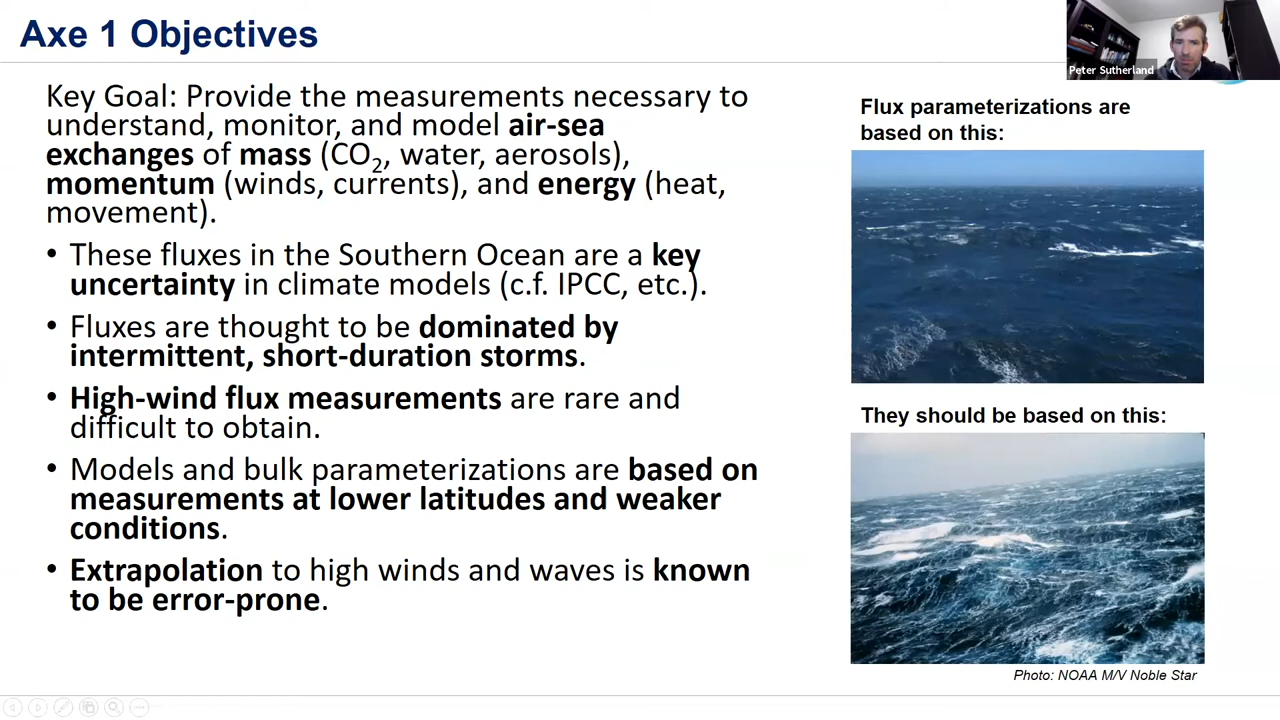 Axe 1 Objectives
Peter Sutherland
Key Goal: Provide the measurements necessary to
understand, monitor, and model air-sea
exchanges of mass (CO₂, water, aerosols),
momentum (winds, currents), and energy (heat,
movement).
• These fluxes in the Southern Ocean are a key
uncertainty in climate models (c.f. IPCC, etc.).
• Fluxes are thought to be dominated by
intermittent, short-duration storms.
• High-wind flux measurements are rare and
difficult to obtain.
• Models and bulk parameterizations are based on
measurements at lower latitudes and weaker
conditions.
• Extrapolation to high winds and waves is known
to be error-prone.
Flux parameterizations are
based on this:
They should be based on this:
Photo: NOAA M/V Noble Star